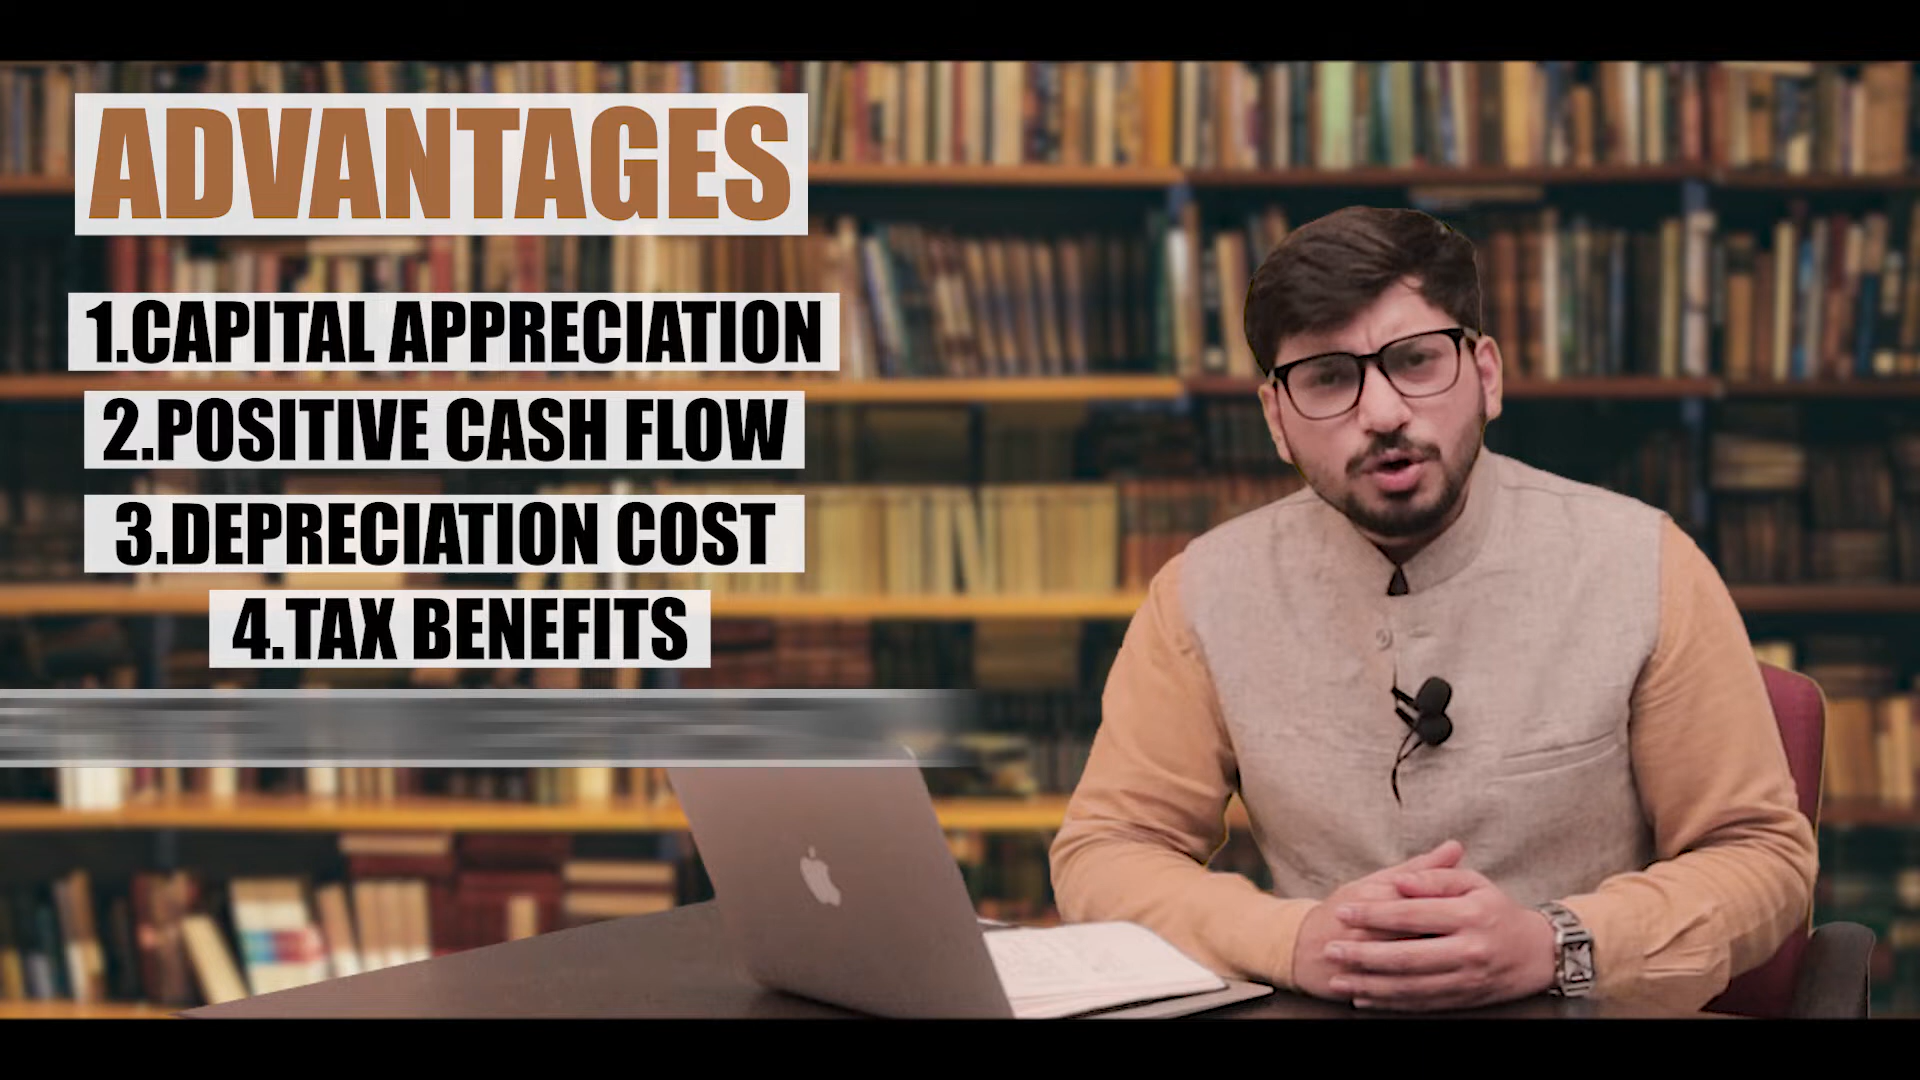 ADVANTAGES
1.CAPITAL APPRECIATION
2.POSITIVE CASH FLOW
3.DEPRECIATION COST
4.TAX BENEFITS